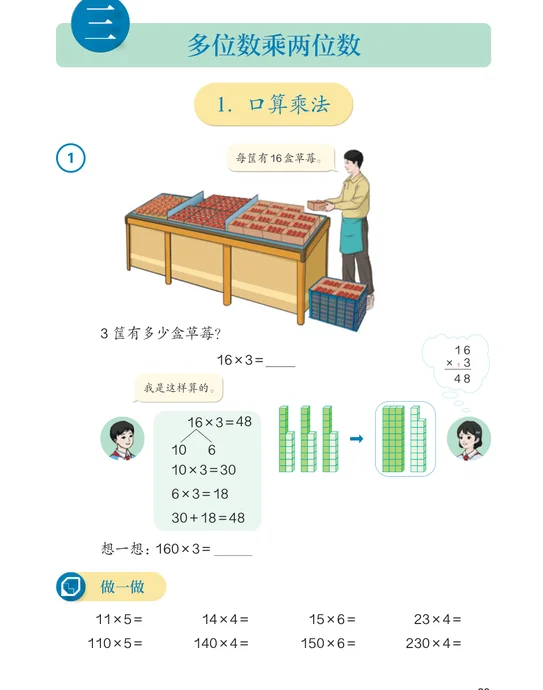 三
多位数乘两位数
1. 口算乘法
1
每筐有16盒草莓。
3 筐有多少盒草莓?
16×3=____
16
×₁3
48
我是这样算的。
16×3=48
10 6
10×3=30
6×3=18
30+18=48
想一想:160×3=_____
做一做
11×5= 14×4= 15×6= 23×4=
110×5= 140×4= 150×6= 230×4=